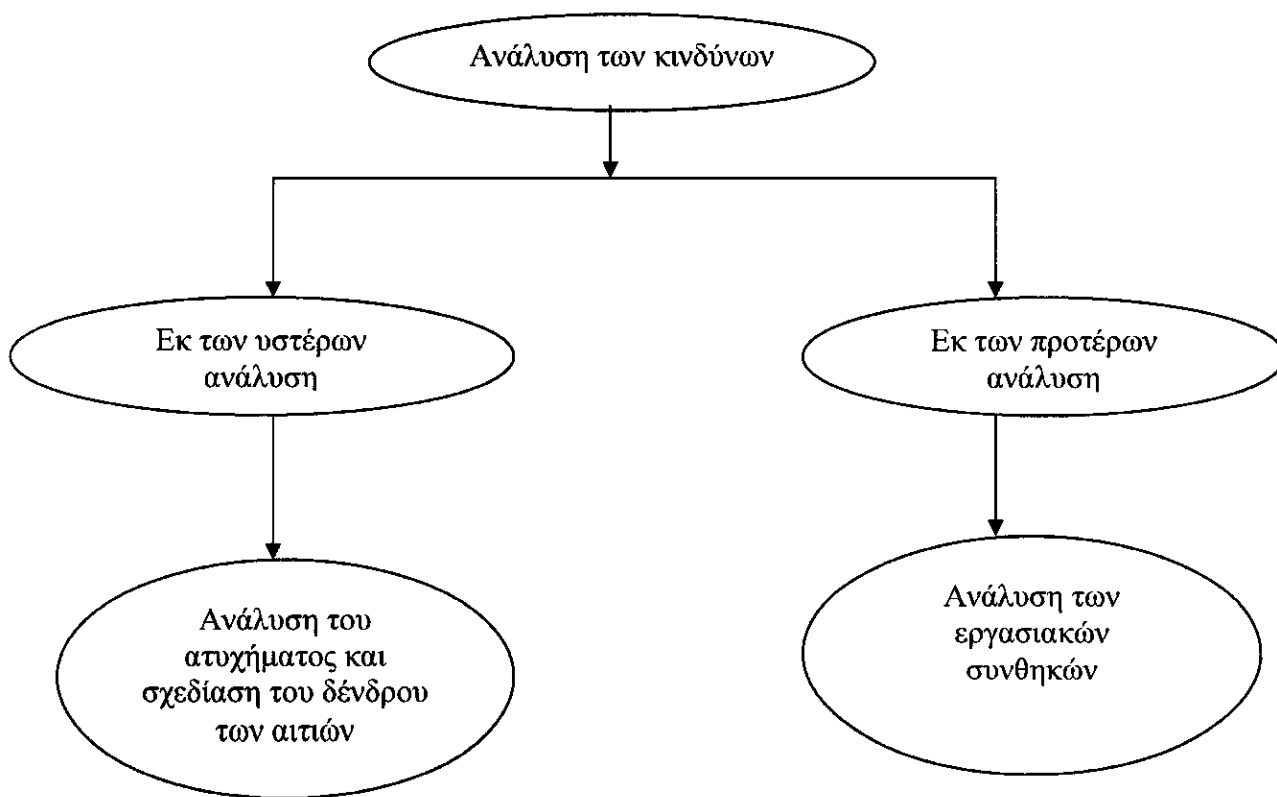 Ανάλυση των κινδύνων
Εκ των υστέρων
ανάλυση
Εκ των προτέρων
ανάλυση
Ανάλυση του
ατυχήματος και
σχεδίαση του δένδρου
των αιτιών
Ανάλυση των
εργασιακών
συνθηκών